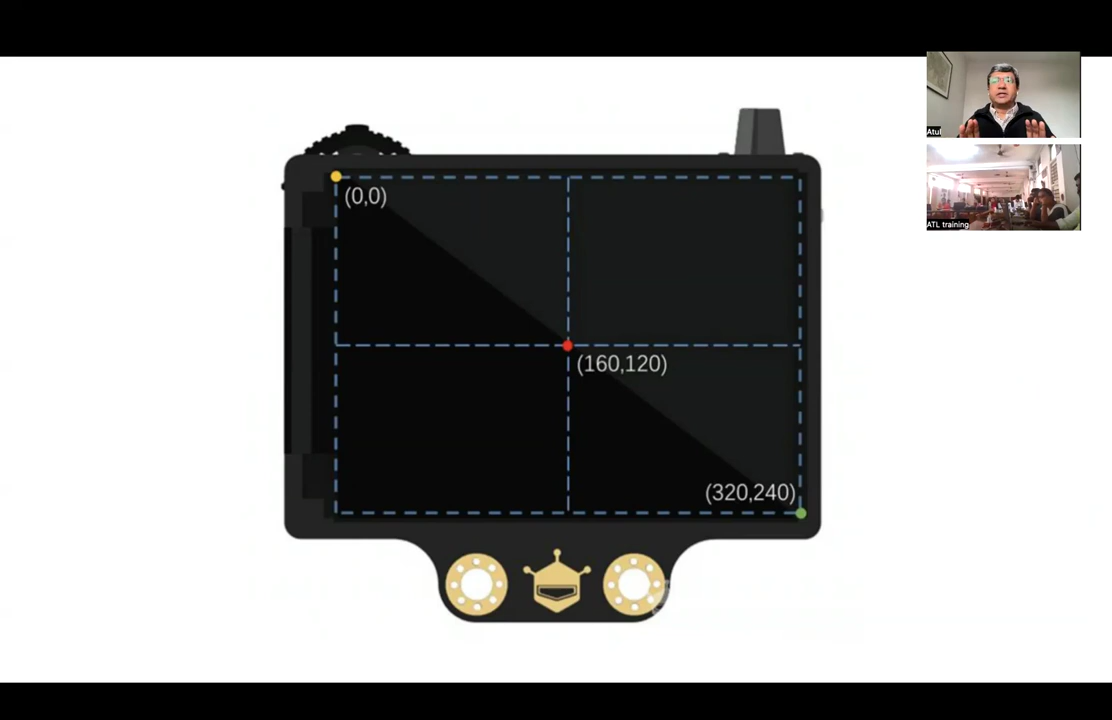 Atul
(0,0)
ATL training
(160,120)
(320,240)